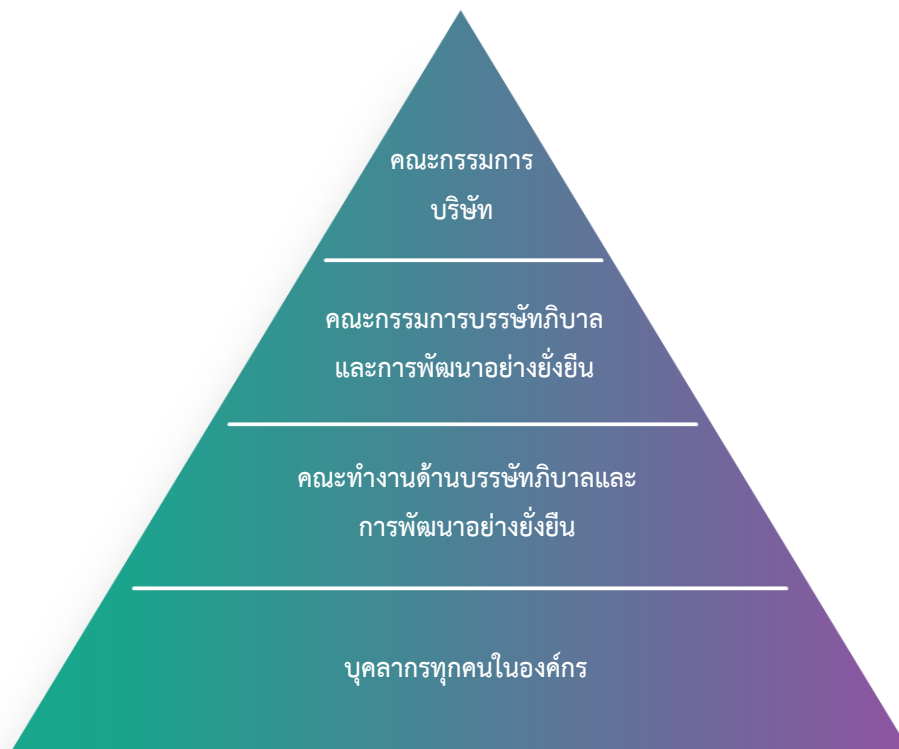 คณะกรรมการ
บริษัท
คณะกรรมการบรรษัทภิบาล
และการพัฒนาอย่างยั่งยืน
คณะทำงานด้านบรรษัทภิบาลและ
การพัฒนาอย่างยั่งยืน
บุคลากรทุกคนในองค์กร